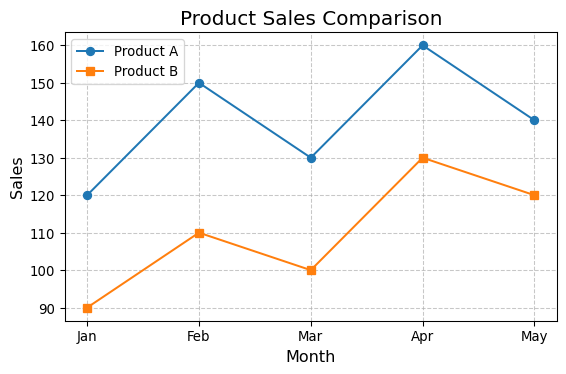 Product Sales Comparison
Product A
Product B
160
150
140
130
120
110
100
90
Sales
Jan Feb Mar Apr May
Month